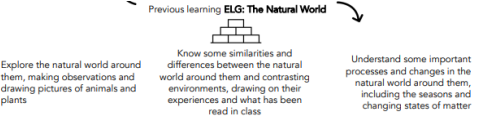 Previous learning ELG: The Natural World
Explore the natural world around
them, making observations and
drawing pictures of animals and
plants
Know some similarities and
differences between the natural
world around them and contrasting
environments, drawing on their
experiences and what has been
read in class
Understand some important
processes and changes in the
natural world around them,
including the seasons and
changing states of matter